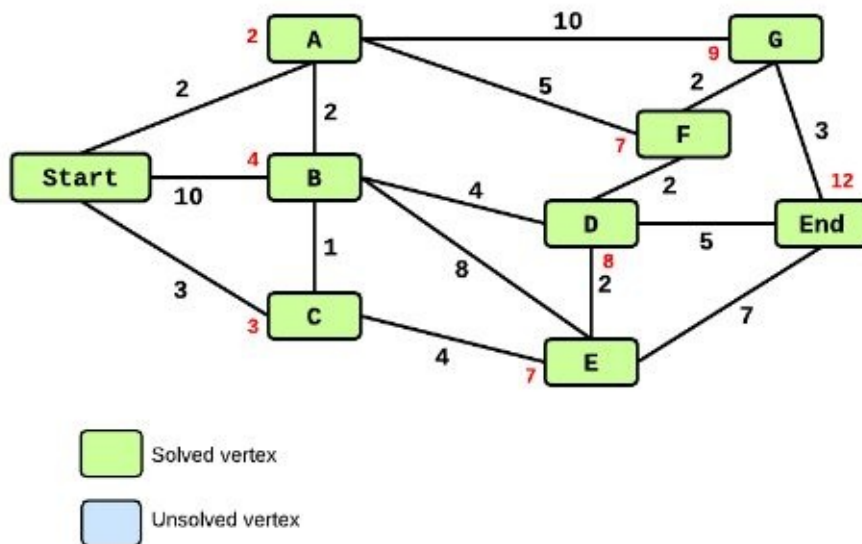 10
2 A G
9
2 5 2
2 F 3
7
4 12
Start B 2
10 4 D 5 End
8
1 8 2
3 7
C
3 4 E
7
Solved vertex
Unsolved vertex